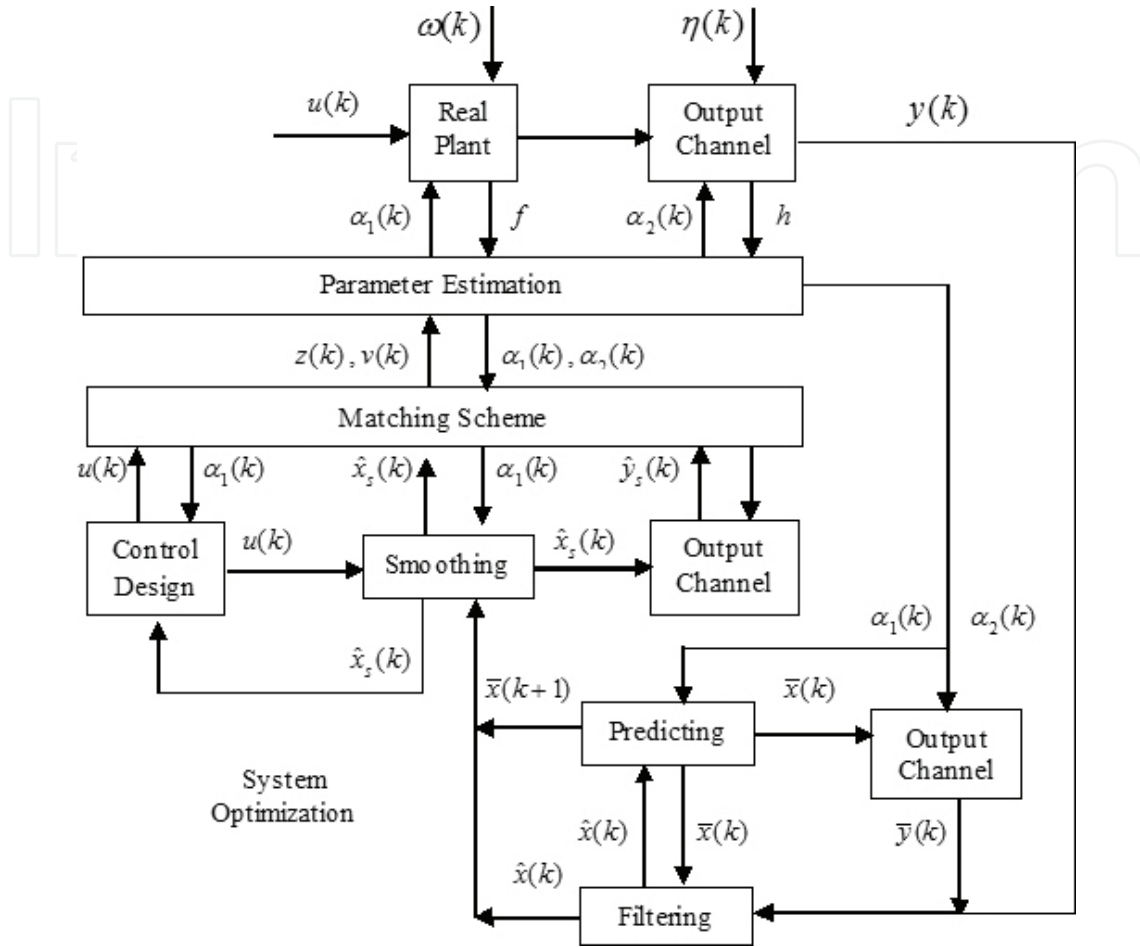 ω(k)
η(k)
u(k)
Real
Plant
Output
Channel
y(k)
α₁(k)
f
α₂(k)
h
Parameter Estimation
z(k) , v(k)
α₁(k) , α₂(k)
Matching Scheme
u(k)
α₁(k)
x̂ₛ(k)
α₁(k)
ŷₛ(k)
Control
Design
u(k)
Smoothing
x̂ₛ(k)
Output
Channel
x̂ₛ(k)
α₁(k)
α₂(k)
x̄(k+1)
Predicting
x̄(k)
Output
Channel
System
Optimization
x̂(k)
x̄(k)
ȳ(k)
x̂(k)
Filtering